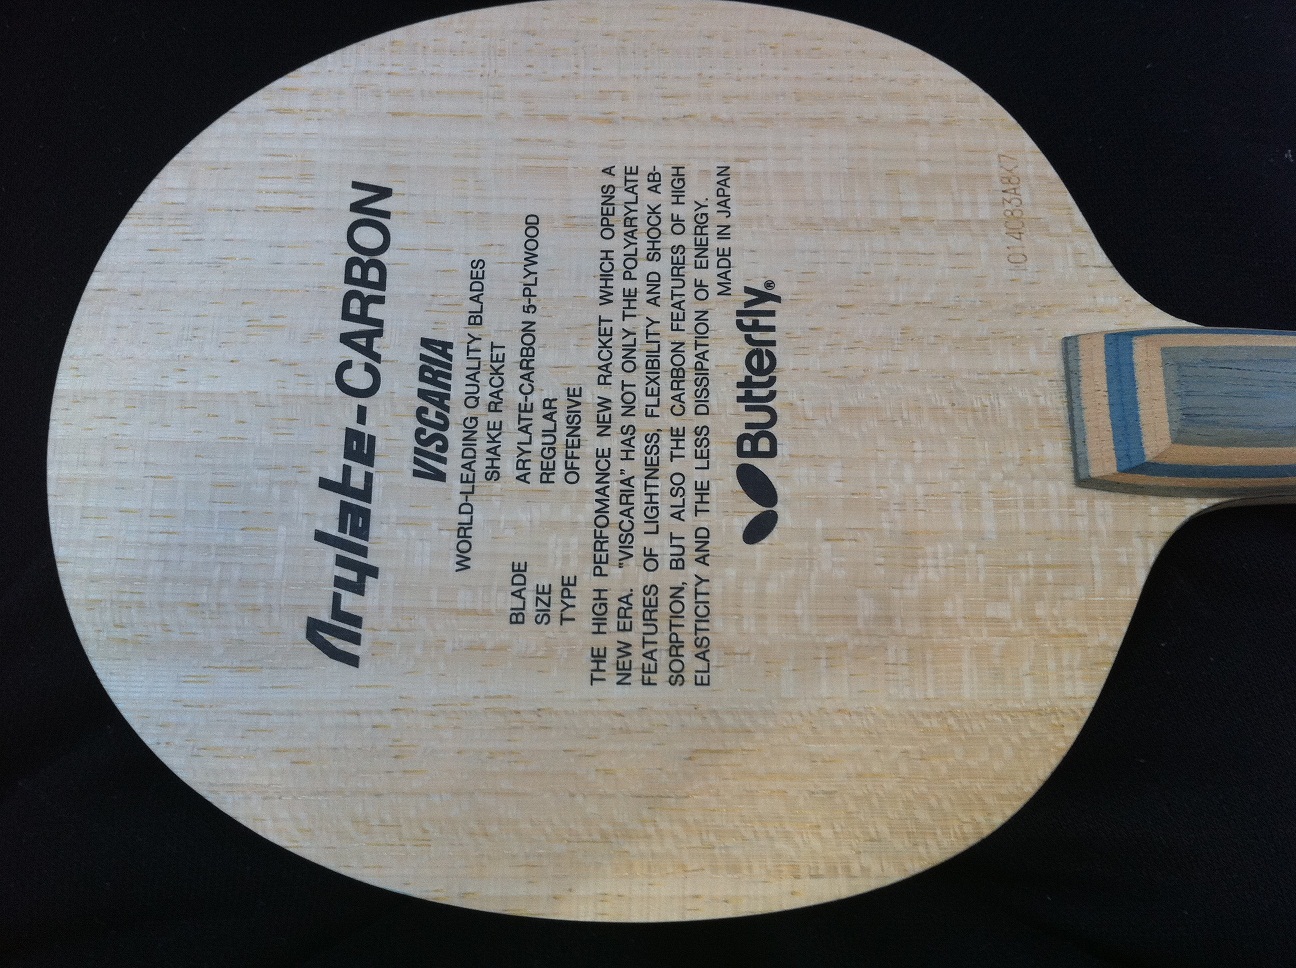 Arylate-CARBON
VISCARIA
WORLD-LEADING QUALITY BLADES
SHAKE RACKET
BLADE ARYLATE-CARBON 5-PLYWOOD
SIZE REGULAR
TYPE OFFENSIVE
THE HIGH PERFOMANCE NEW RACKET WHICH OPENS A
NEW ERA. "VISCARIA" HAS NOT ONLY THE POLYARYLATE
FEATURES OF LIGHTNESS, FLEXIBILITY AND SHOCK AB-
SORPTION, BUT ALSO THE CARBON FEATURES OF HIGH
ELASTICITY AND THE LESS DISSIPATION OF ENERGY.
MADE IN JAPAN
Butterfly®